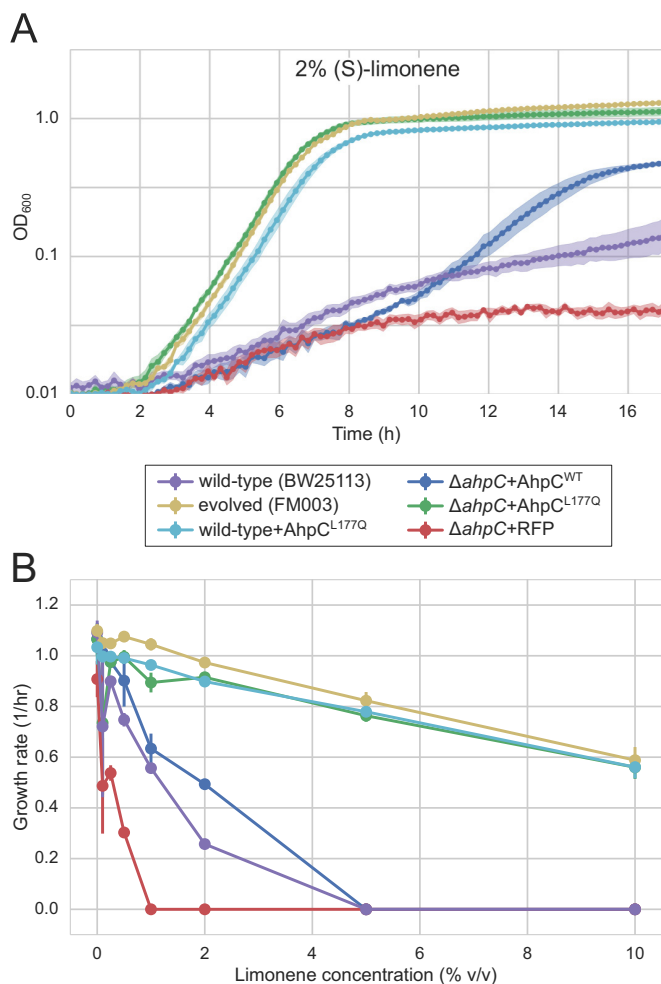 A
2% (S)-limonene
1.0
0.1
0.01
OD600
0 2 4 6 8 10 12 14 16
Time (h)
wild-type (BW25113)
evolved (FM003)
wild-type+AhpCL177Q
ΔahpC+AhpCWT
ΔahpC+AhpCL177Q
ΔahpC+RFP
B
1.2
1.0
0.8
0.6
0.4
0.2
0.0
Growth rate (1/hr)
0 2 4 6 8 10
Limonene concentration (% v/v)